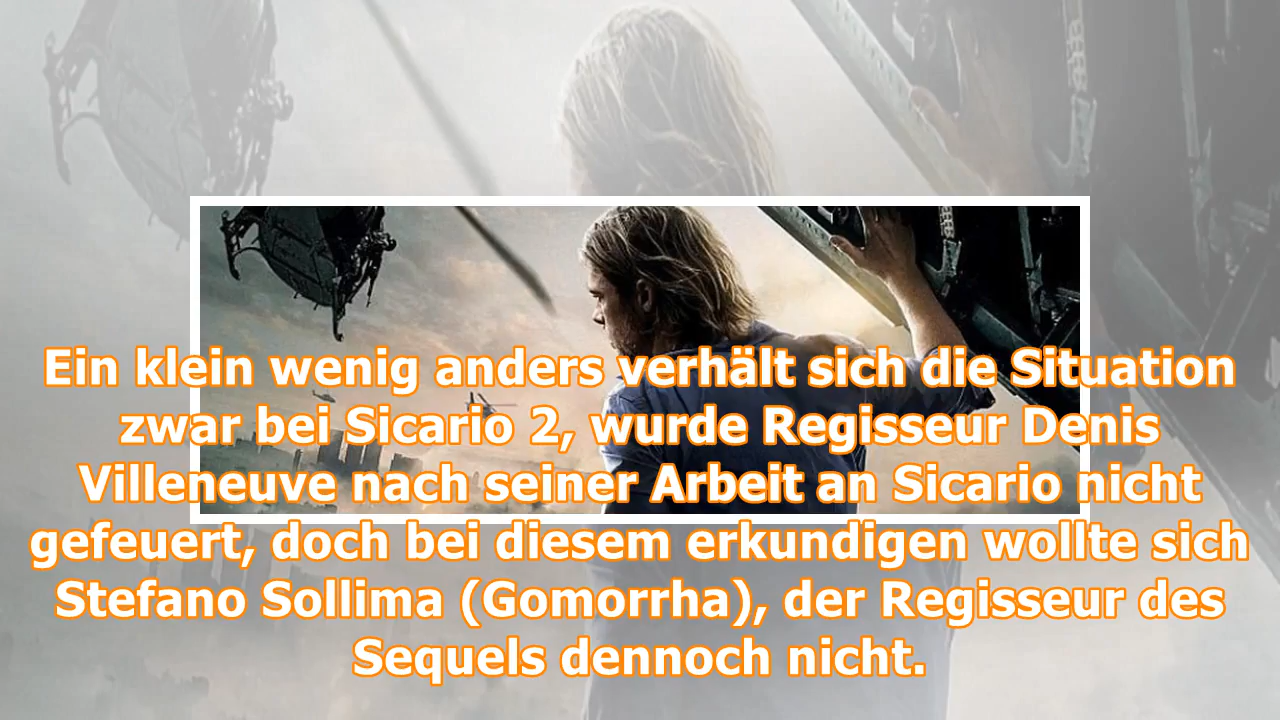 Ein klein wenig anders verhält sich die Situation
zwar bei Sicario 2, wurde Regisseur Denis
Villeneuve nach seiner Arbeit an Sicario nicht
gefeuert, doch bei diesem erkundigen wollte sich
Stefano Sollima (Gomorrha), der Regisseur des
Sequels dennoch nicht.